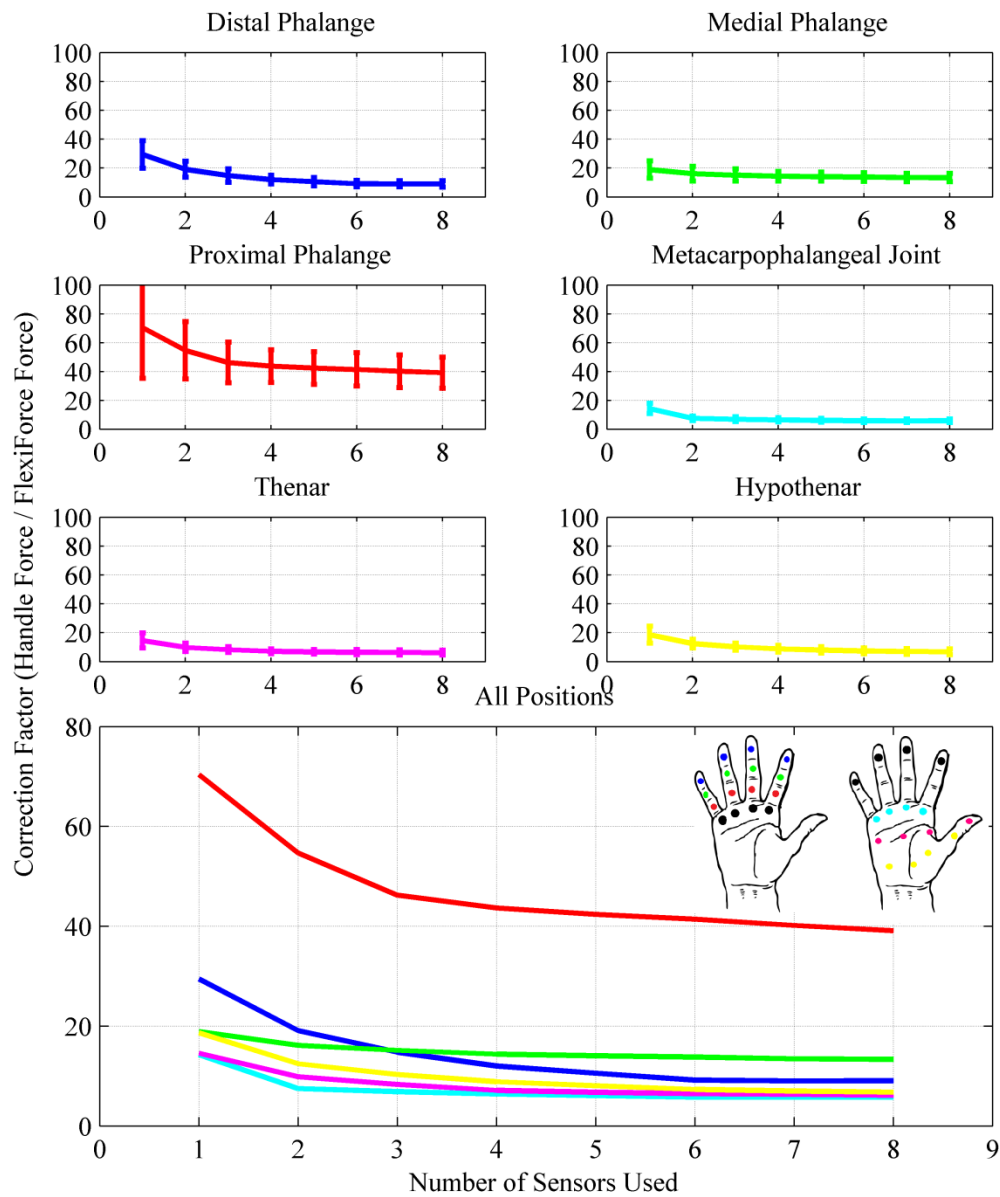 Distal Phalange
Medial Phalange
100
80
60
40
20
0
0 2 4 6 8
100
80
60
40
20
0
0 2 4 6 8
Proximal Phalange
Metacarpophalangeal Joint
100
80
60
40
20
0
0 2 4 6 8
100
80
60
40
20
0
0 2 4 6 8
Thenar
Hypothenar
100
80
60
40
20
0
0 2 4 6 8
100
80
60
40
20
0
0 2 4 6 8
Correction Factor (Handle Force / FlexiForce Force)
All Positions
80
60
40
20
0
0 1 2 3 4 5 6 7 8 9
Number of Sensors Used